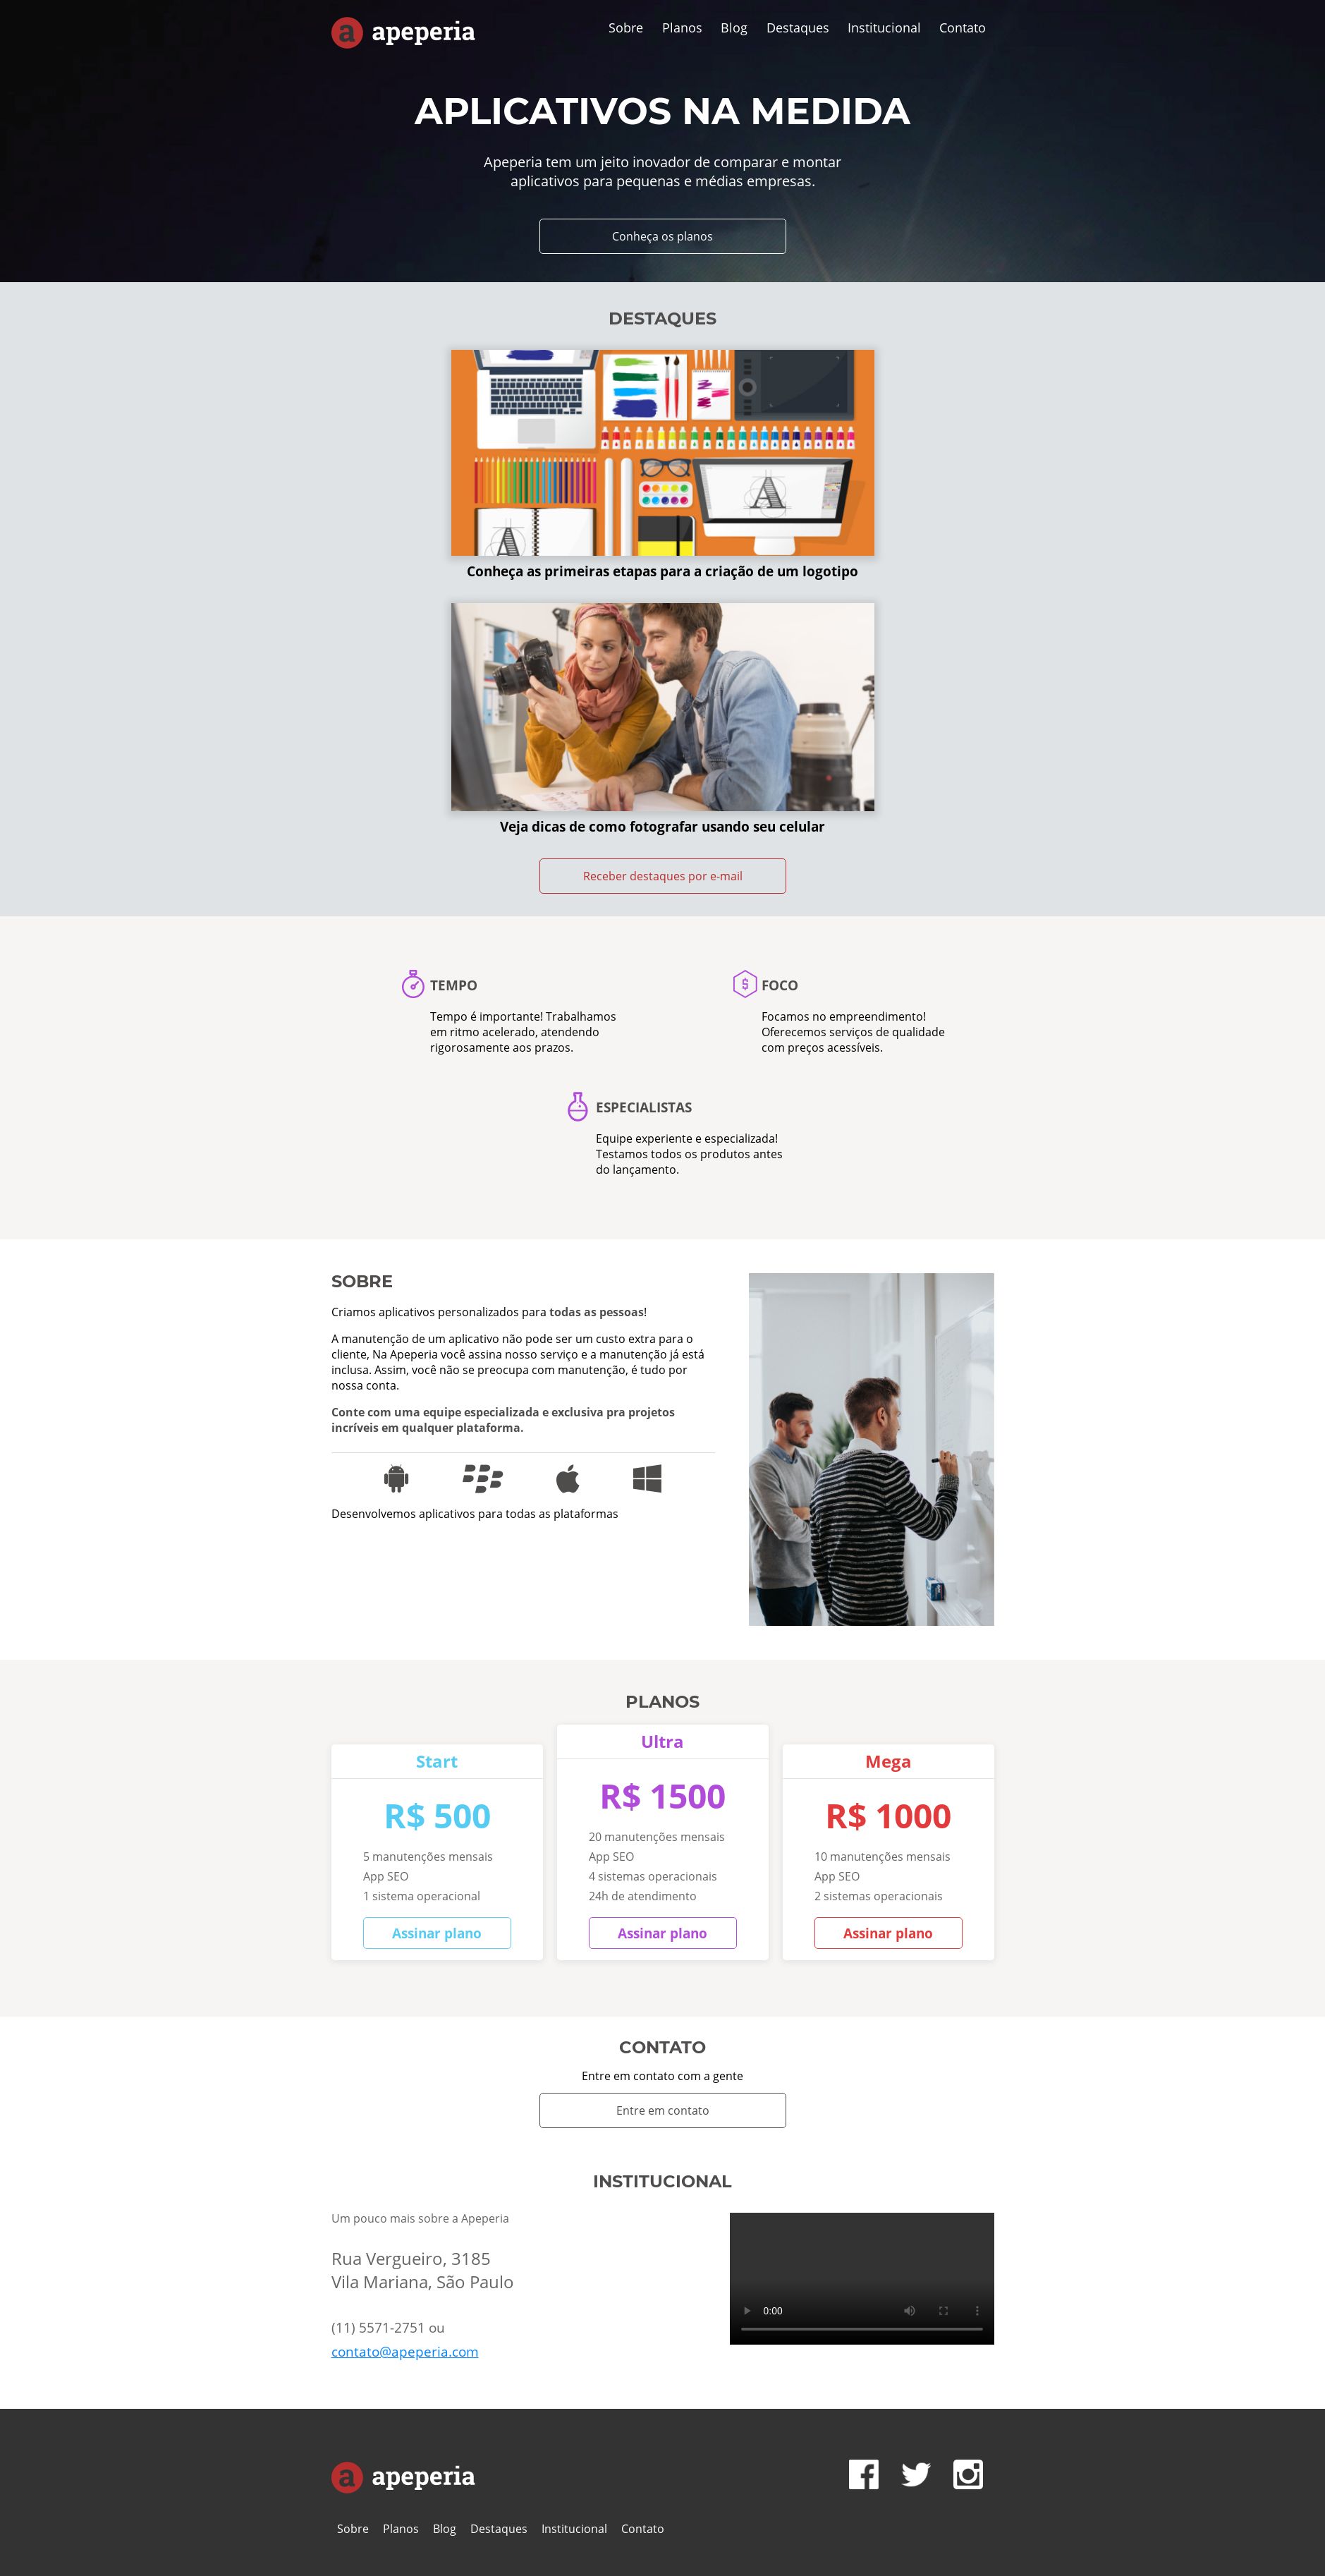 apeperia
Sobre Planos Blog Destaques Institucional Contato
APLICATIVOS NA MEDIDA
Apeperia tem um jeito inovador de comparar e montar
aplicativos para pequenas e médias empresas.
Conheça os planos
DESTAQUES
Conheça as primeiras etapas para a criação de um logotipo
Veja dicas de como fotografar usando seu celular
Receber destaques por e-mail
TEMPO
Tempo é importante! Trabalhamos
em ritmo acelerado, atendendo
rigorosamente aos prazos.
FOCO
Focamos no empreendimento!
Oferecemos serviços de qualidade
com preços acessíveis.
ESPECIALISTAS
Equipe experiente e especializada!
Testamos todos os produtos antes
do lançamento.
SOBRE
Criamos aplicativos personalizados para todas as pessoas!
A manutenção de um aplicativo não pode ser um custo extra para o
cliente, Na Apeperia você assina nosso serviço e a manutenção já está
inclusa. Assim, você não se preocupa com manutenção, é tudo por
nossa conta.
Conte com uma equipe especializada e exclusiva pra projetos
incríveis em qualquer plataforma.
Desenvolvemos aplicativos para todas as plataformas
PLANOS
Start
R$ 500
5 manutenções mensais
App SEO
1 sistema operacional
Assinar plano
Ultra
R$ 1500
20 manutenções mensais
App SEO
4 sistemas operacionais
24h de atendimento
Assinar plano
Mega
R$ 1000
10 manutenções mensais
App SEO
2 sistemas operacionais
Assinar plano
CONTATO
Entre em contato com a gente
Entre em contato
INSTITUCIONAL
Um pouco mais sobre a Apeperia
Rua Vergueiro, 3185
Vila Mariana, São Paulo
(11) 5571-2751 ou
contato@apeperia.com
0:00
apeperia
Sobre Planos Blog Destaques Institucional Contato